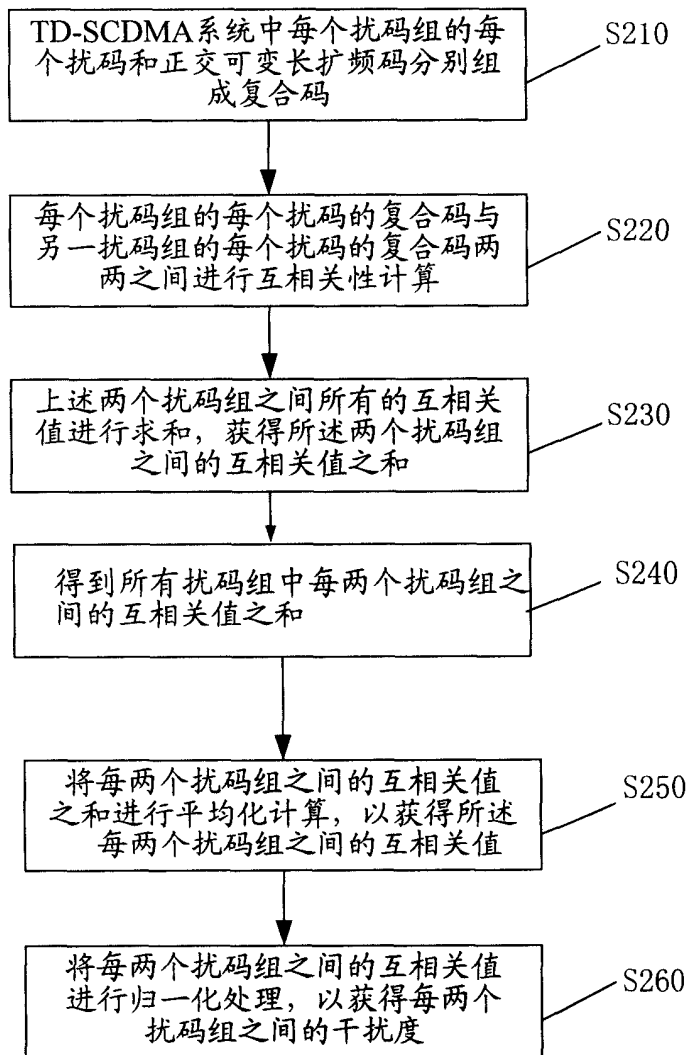 TD-SCDMA系统中每个扰码组的每
个扰码和正交可变长扩频码分别组
成复合码
S210
每个扰码组的每个扰码的复合码与
另一扰码组的每个扰码的复合码两
两之间进行互相关性计算
S220
上述两个扰码组之间所有的互相关
值进行求和，获得所述两个扰码组
之间的互相关值之和
S230
得到所有扰码组中每两个扰码组之
间的互相关值之和
S240
将每两个扰码组之间的互相关值
之和进行平均化计算，以获得所述
每两个扰码组之间的互相关值
S250
将每两个扰码组之间的互相关值
进行归一化处理，以获得每两个
扰码组之间的干扰度
S260